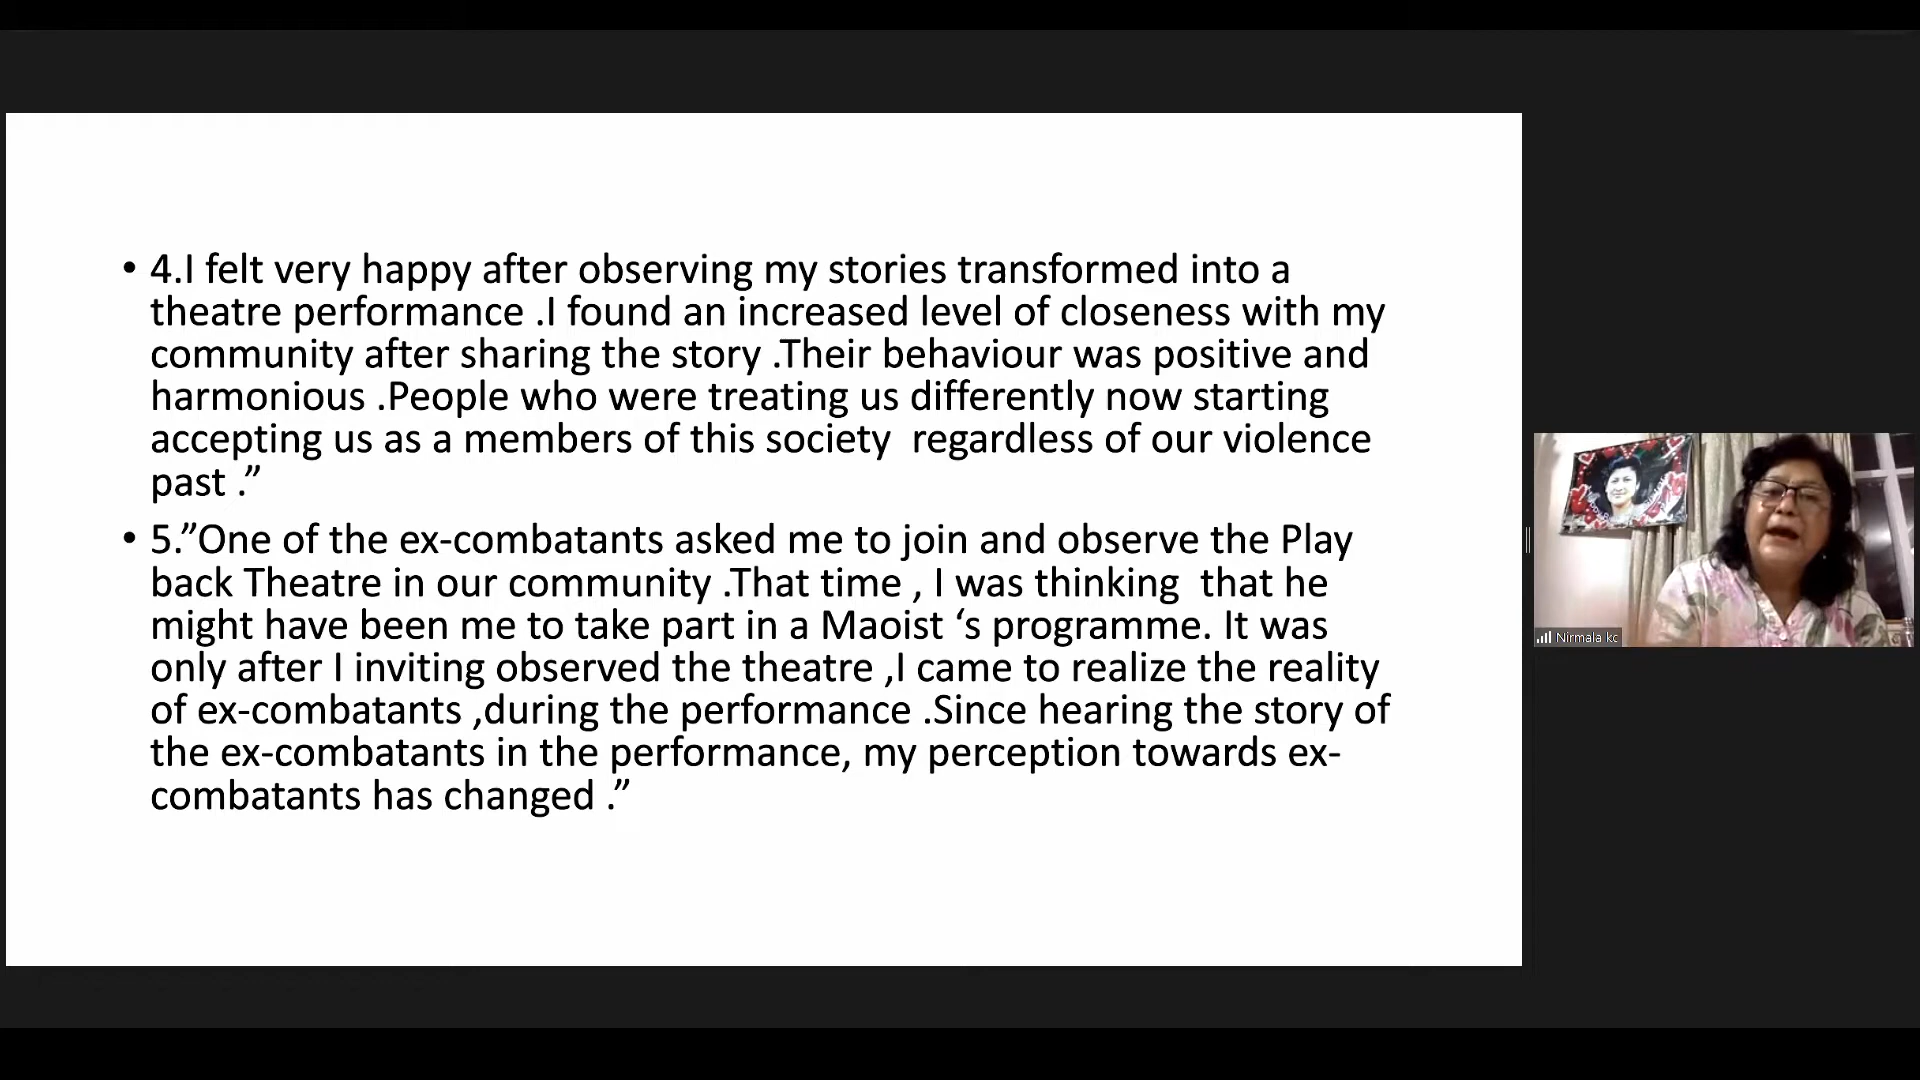 • 4.I felt very happy after observing my stories transformed into a
theatre performance .I found an increased level of closeness with my
community after sharing the story .Their behaviour was positive and
harmonious .People who were treating us differently now starting
accepting us as a members of this society  regardless of our violence
past .”
• 5.”One of the ex-combatants asked me to join and observe the Play
back Theatre in our community .That time , I was thinking  that he
might have been me to take part in a Maoist ‘s programme. It was
only after I inviting observed the theatre ,I came to realize the reality
of ex-combatants ,during the performance .Since hearing the story of
the ex-combatants in the performance, my perception towards ex-
combatants has changed .”
Nirmala kc